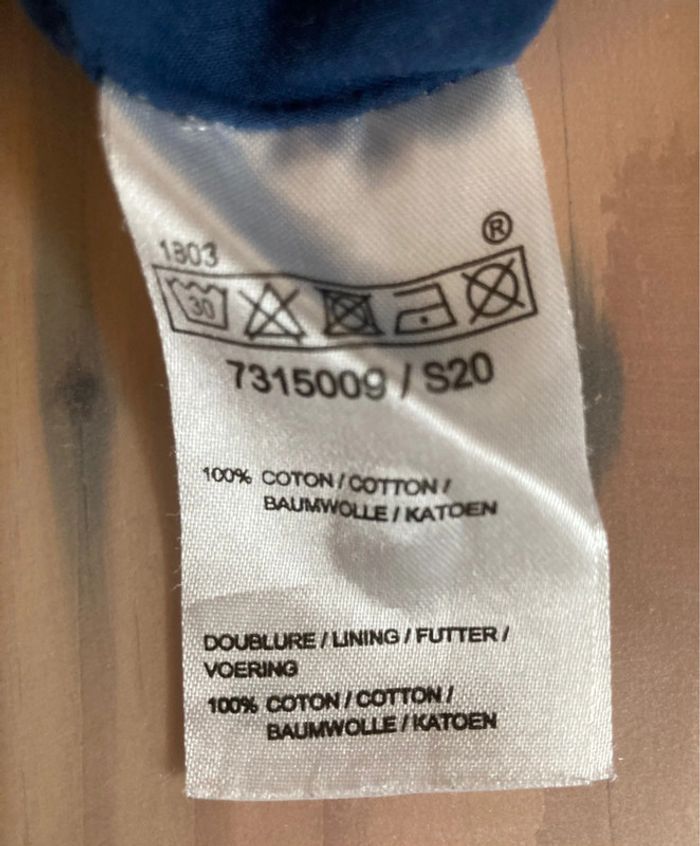 ®
1803
30
7315009 / S20
100% COTON / COTTON /
BAUMWOLLE / KATOEN
DOUBLURE / LINING / FUTTER /
VOERING
100% COTON / COTTON /
BAUMWOLLE / KATOEN